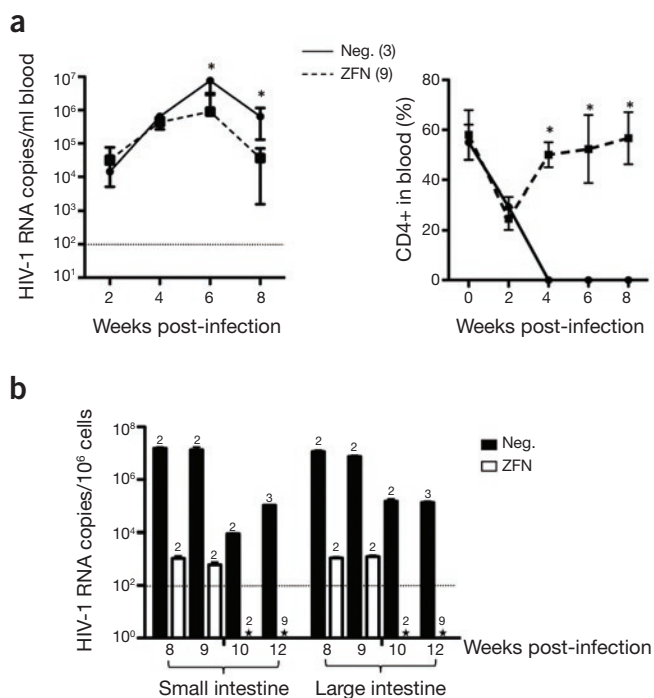 a
Neg. (3)
ZFN (9)
HIV-1 RNA copies/ml blood
10⁷
10⁶
10⁵
10⁴
10³
10²
10¹
* *
2 4 6 8
Weeks post-infection
CD4+ in blood (%)
80
60
40
20
0
* * *
0 2 4 6 8
Weeks post-infection
b
HIV-1 RNA copies/10⁶ cells
10⁸
10⁶
10⁴
10²
10⁰
Neg.
ZFN
2 2 2 2 2 2 3 9 2 2 2 2 2 2 3 9
★ ★ ★ ★
8 9 10 12 8 9 10 12 Weeks post-infection
Small intestine Large intestine